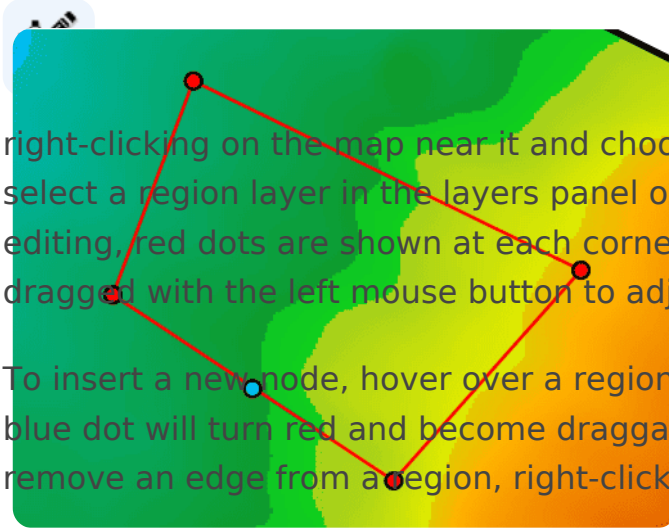 right-clicking on the map near it and choo
select a region layer in the layers panel o
editing, red dots are shown at each corne
dragged with the left mouse button to adj
To insert a new node, hover over a region
blue dot will turn red and become dragga
remove an edge from a region, right-click